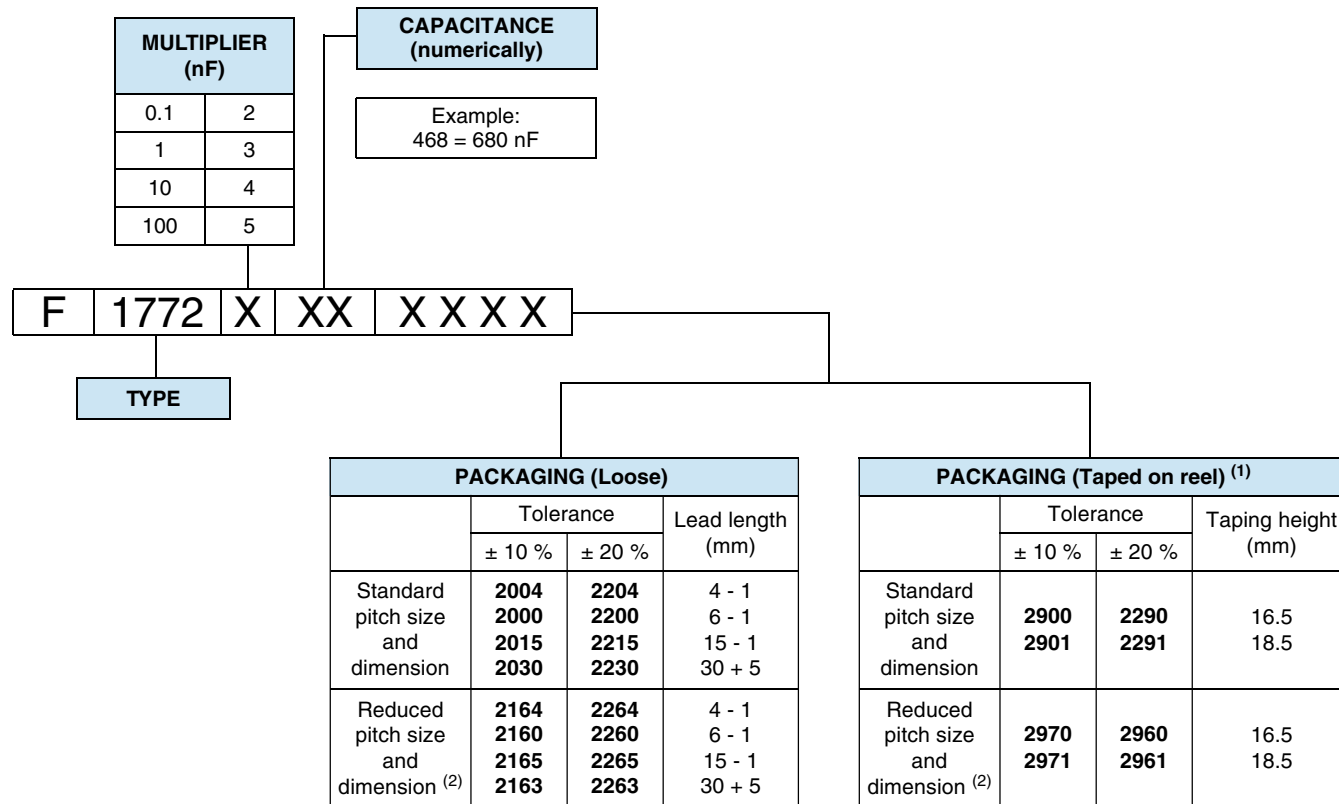 MULTIPLIER
(nF)
0.1 2
1 3
10 4
100 5
CAPACITANCE
(numerically)
Example:
468 = 680 nF
F 1772 X XX X X X X
TYPE
PACKAGING (Loose)
Tolerance Lead length
(mm)
± 10 % ± 20 %
Standard 2004 2204 4 - 1
pitch size 2000 2200 6 - 1
and 2015 2215 15 - 1
dimension 2030 2230 30 + 5
Reduced 2164 2264 4 - 1
pitch size 2160 2260 6 - 1
and 2165 2265 15 - 1
dimension (2) 2163 2263 30 + 5
PACKAGING (Taped on reel) (1)
Tolerance Taping height
(mm)
± 10 % ± 20 %
Standard
pitch size 2900 2290 16.5
and 2901 2291 18.5
dimension
Reduced
pitch size 2970 2960 16.5
and 2971 2961 18.5
dimension (2)